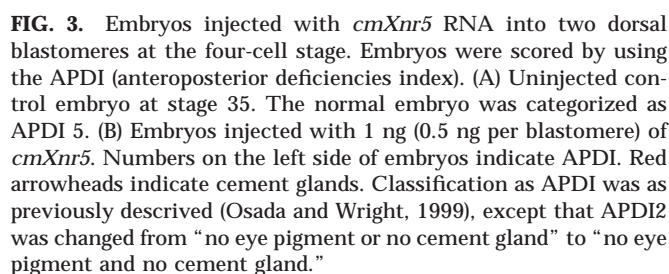 FIG. 3. Embryos injected with cmXnr5 RNA into two dorsal
blastomeres at the four-cell stage. Embryos were scored by using
the APDI (anteroposterior deficiencies index). (A) Uninjected con-
trol embryo at stage 35. The normal embryo was categorized as
APDI 5. (B) Embryos injected with 1 ng (0.5 ng per blastomere) of
cmXnr5. Numbers on the left side of embryos indicate APDI. Red
arrowheads indicate cement glands. Classification as APDI was as
previously descrived (Osada and Wright, 1999), except that APDI2
was changed from “no eye pigment or no cement gland” to “no eye
pigment and no cement gland.”